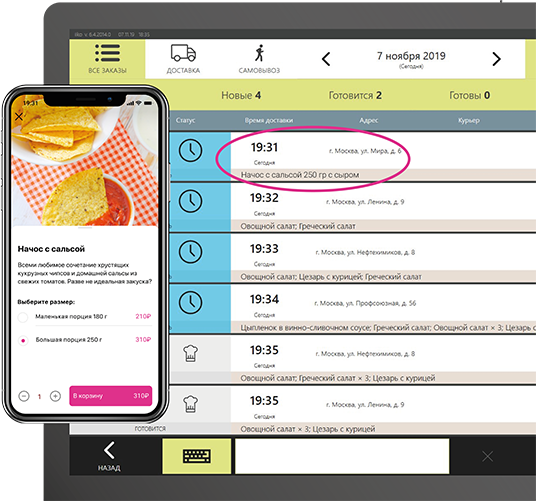 iiko v. 6.4.2014.0 07.11.19 19:35
ВСЕ ЗАКАЗЫ
ДОСТАВКА
САМОВЫВОЗ
7 ноября 2019
(Сегодня)
Новые 4
Готовится 2
Готовы 0
Статус
Время доставки
Адрес
Курьер
19:31
Сегодня
г. Москва, ул. Мира, д. 6
Начос с сальсой 250 гр с сыром
19:32
Сегодня
г. Москва, ул. Ленина, д. 9
Овощной салат; Греческий салат
19:33
Сегодня
г. Москва, ул. Нефтехимиков, д. 8
Овощной салат; Цезарь с курицей; Греческий салат
19:34
Сегодня
г. Москва, ул. Профсоюзная, д. 56
Цыпленок в винно-сливочном соусе; Греческий салат; Овощной салат × 3; Цезарь с
19:35
Сегодня
г. Москва, ул. Нефтехимиков, д. 8
Овощной салат; Греческий салат × 3; Цезарь с курицей
19:35
Сегодня
г. Москва, ул. Ленина, д. 9
ГОТОВИТСЯ
Овощной салат × 3; Цезарь с курицей
НАЗАД
19:31
Начос с сальсой
Всеми любимое сочетание хрустящих
кукурузных чипсов и домашней сальсы из
свежих томатов. Разве не идеальная закуска?
Выберите размер:
Маленькая порция 180 г 210₽
Большая порция 250 г 310₽
1
В корзину 310₽